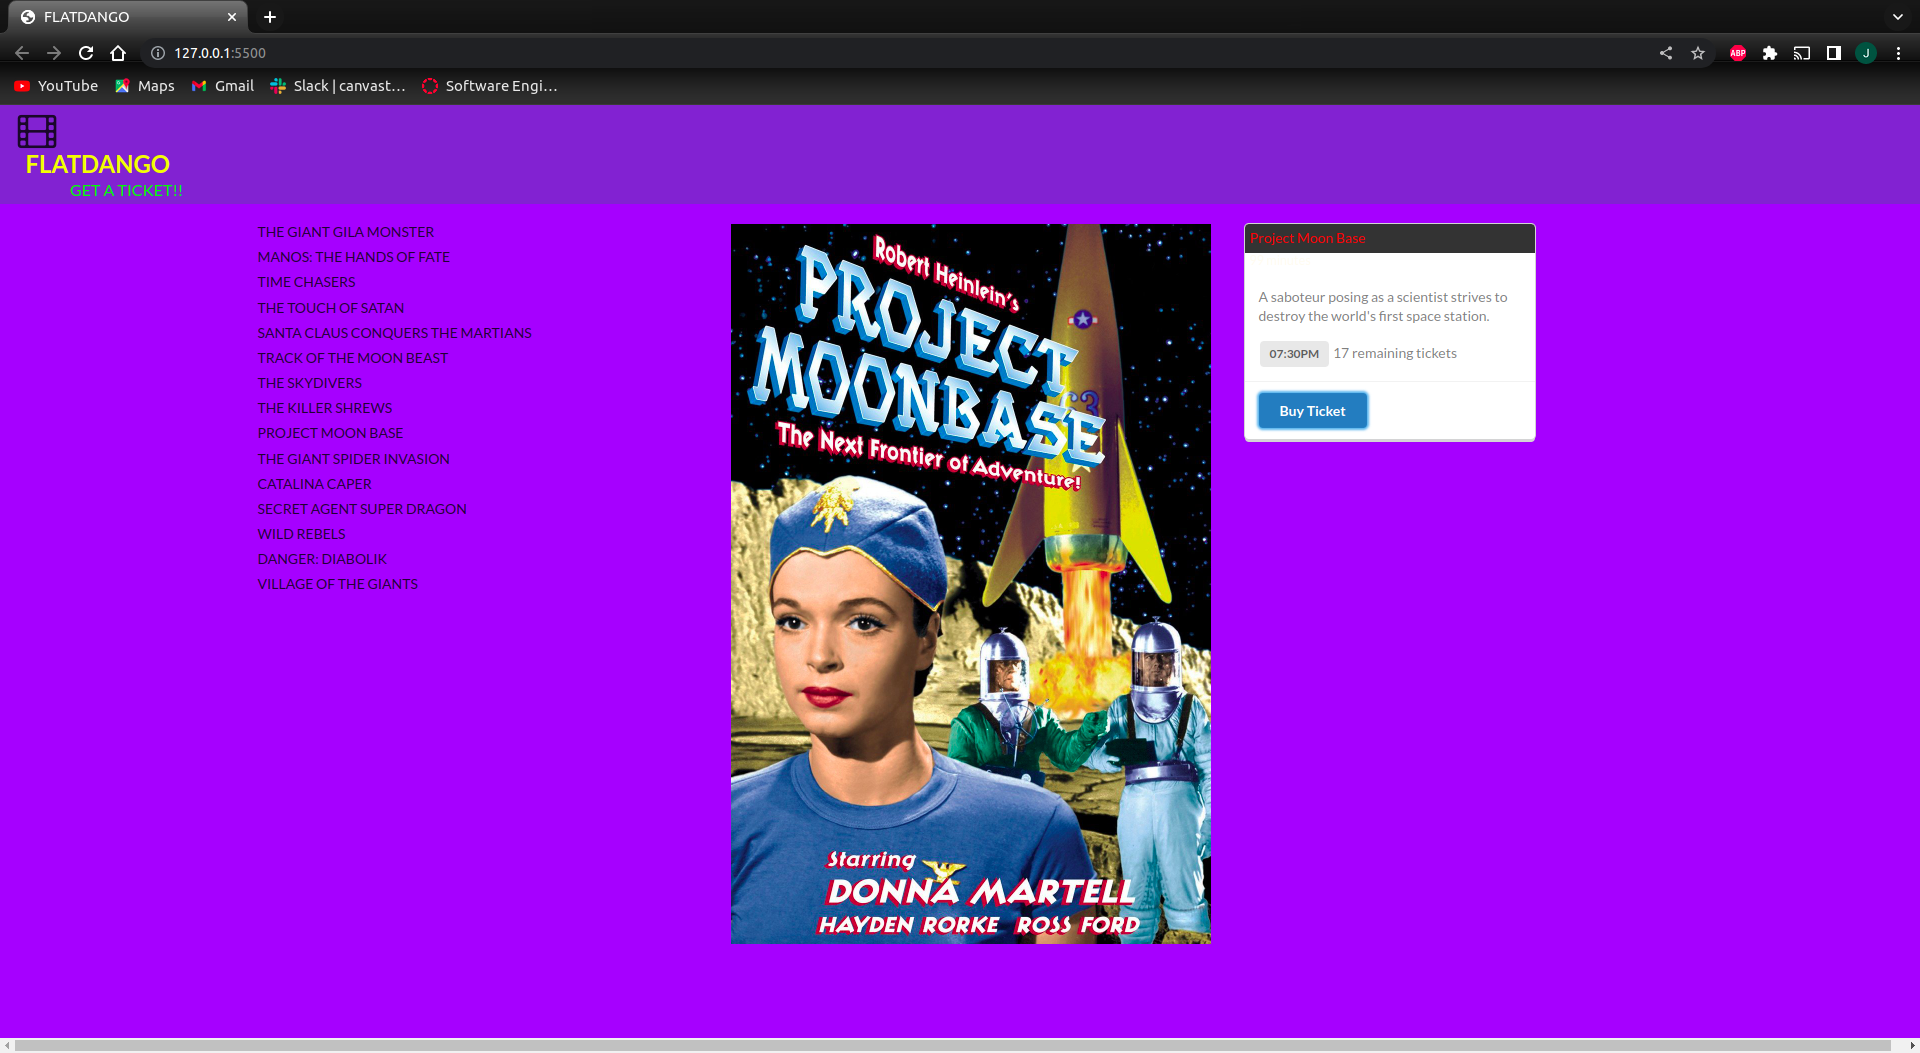 FLATDANGO
127.0.0.1:5500
ABP
J
YouTube
Maps
Gmail
Slack | canvast...
Software Engi...
FLATDANGO
GET A TICKET!!
THE GIANT GILA MONSTER
MANOS: THE HANDS OF FATE
TIME CHASERS
THE TOUCH OF SATAN
SANTA CLAUS CONQUERS THE MARTIANS
TRACK OF THE MOON BEAST
THE SKYDIVERS
THE KILLER SHREWS
PROJECT MOON BASE
THE GIANT SPIDER INVASION
CATALINA CAPER
SECRET AGENT SUPER DRAGON
WILD REBELS
DANGER: DIABOLIK
VILLAGE OF THE GIANTS
Robert Heinlein's
PROJECT
MOONBASE
The Next Frontier of Adventure!
Starring
DONNA MARTELL
HAYDEN RORKE ROSS FORD
Project Moon Base
A saboteur posing as a scientist strives to
destroy the world's first space station.
07:30PM 17 remaining tickets
Buy Ticket